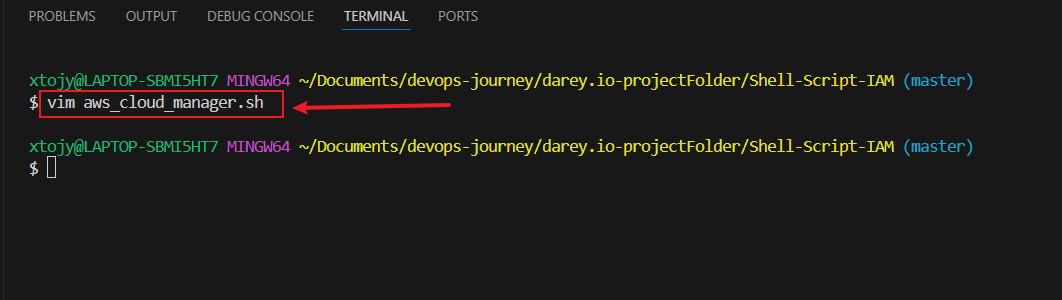 PROBLEMS OUTPUT DEBUG CONSOLE TERMINAL PORTS
xtojy@LAPTOP-SBMI5HT7 MINGW64 ~/Documents/devops-journey/darey.io-projectFolder/Shell-Script-IAM (master)
$ vim aws_cloud_manager.sh
xtojy@LAPTOP-SBMI5HT7 MINGW64 ~/Documents/devops-journey/darey.io-projectFolder/Shell-Script-IAM (master)
$